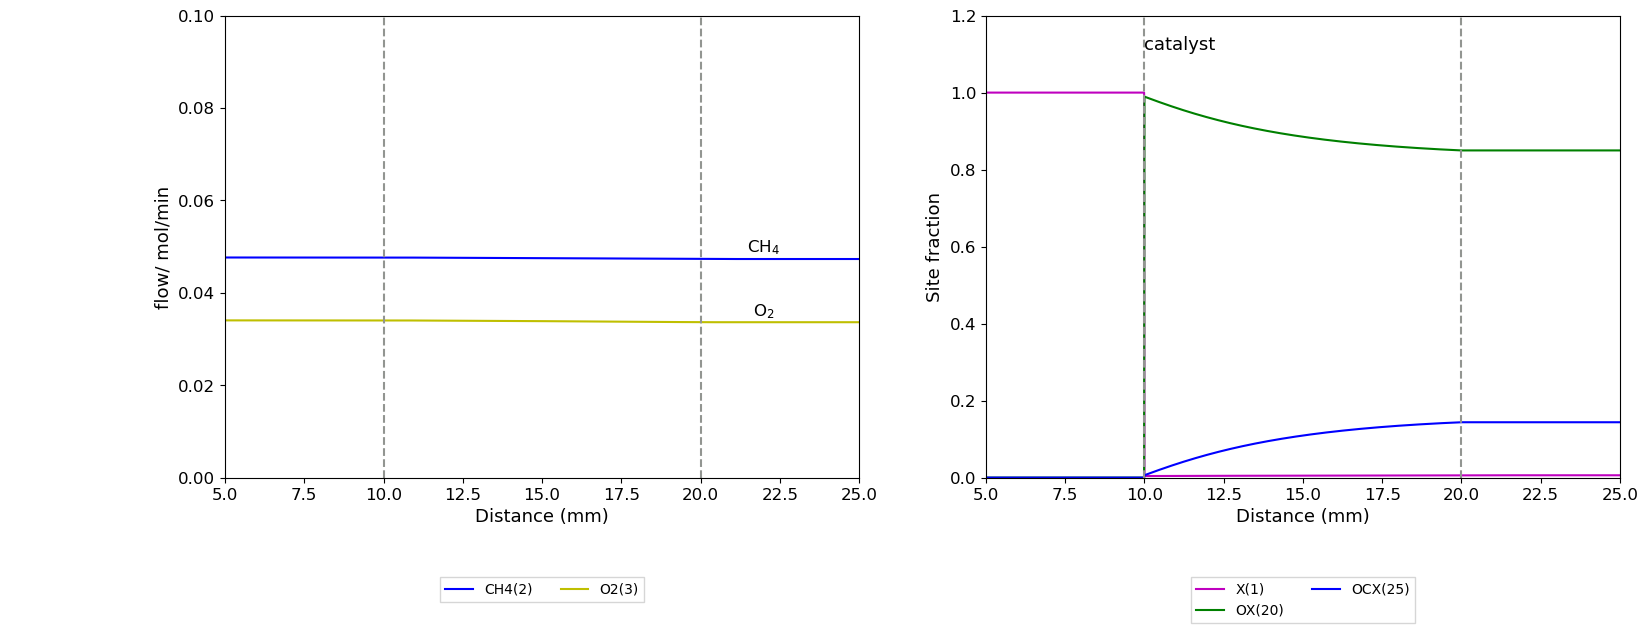 0.10
0.08
0.06
0.04
0.02
0.00
flow/ mol/min
CH₄
O₂
5.0 7.5 10.0 12.5 15.0 17.5 20.0 22.5 25.0
Distance (mm)
CH4(2) O2(3)
1.2
1.0
0.8
0.6
0.4
0.2
0.0
Site fraction
catalyst
5.0 7.5 10.0 12.5 15.0 17.5 20.0 22.5 25.0
Distance (mm)
X(1) OCX(25)
OX(20)